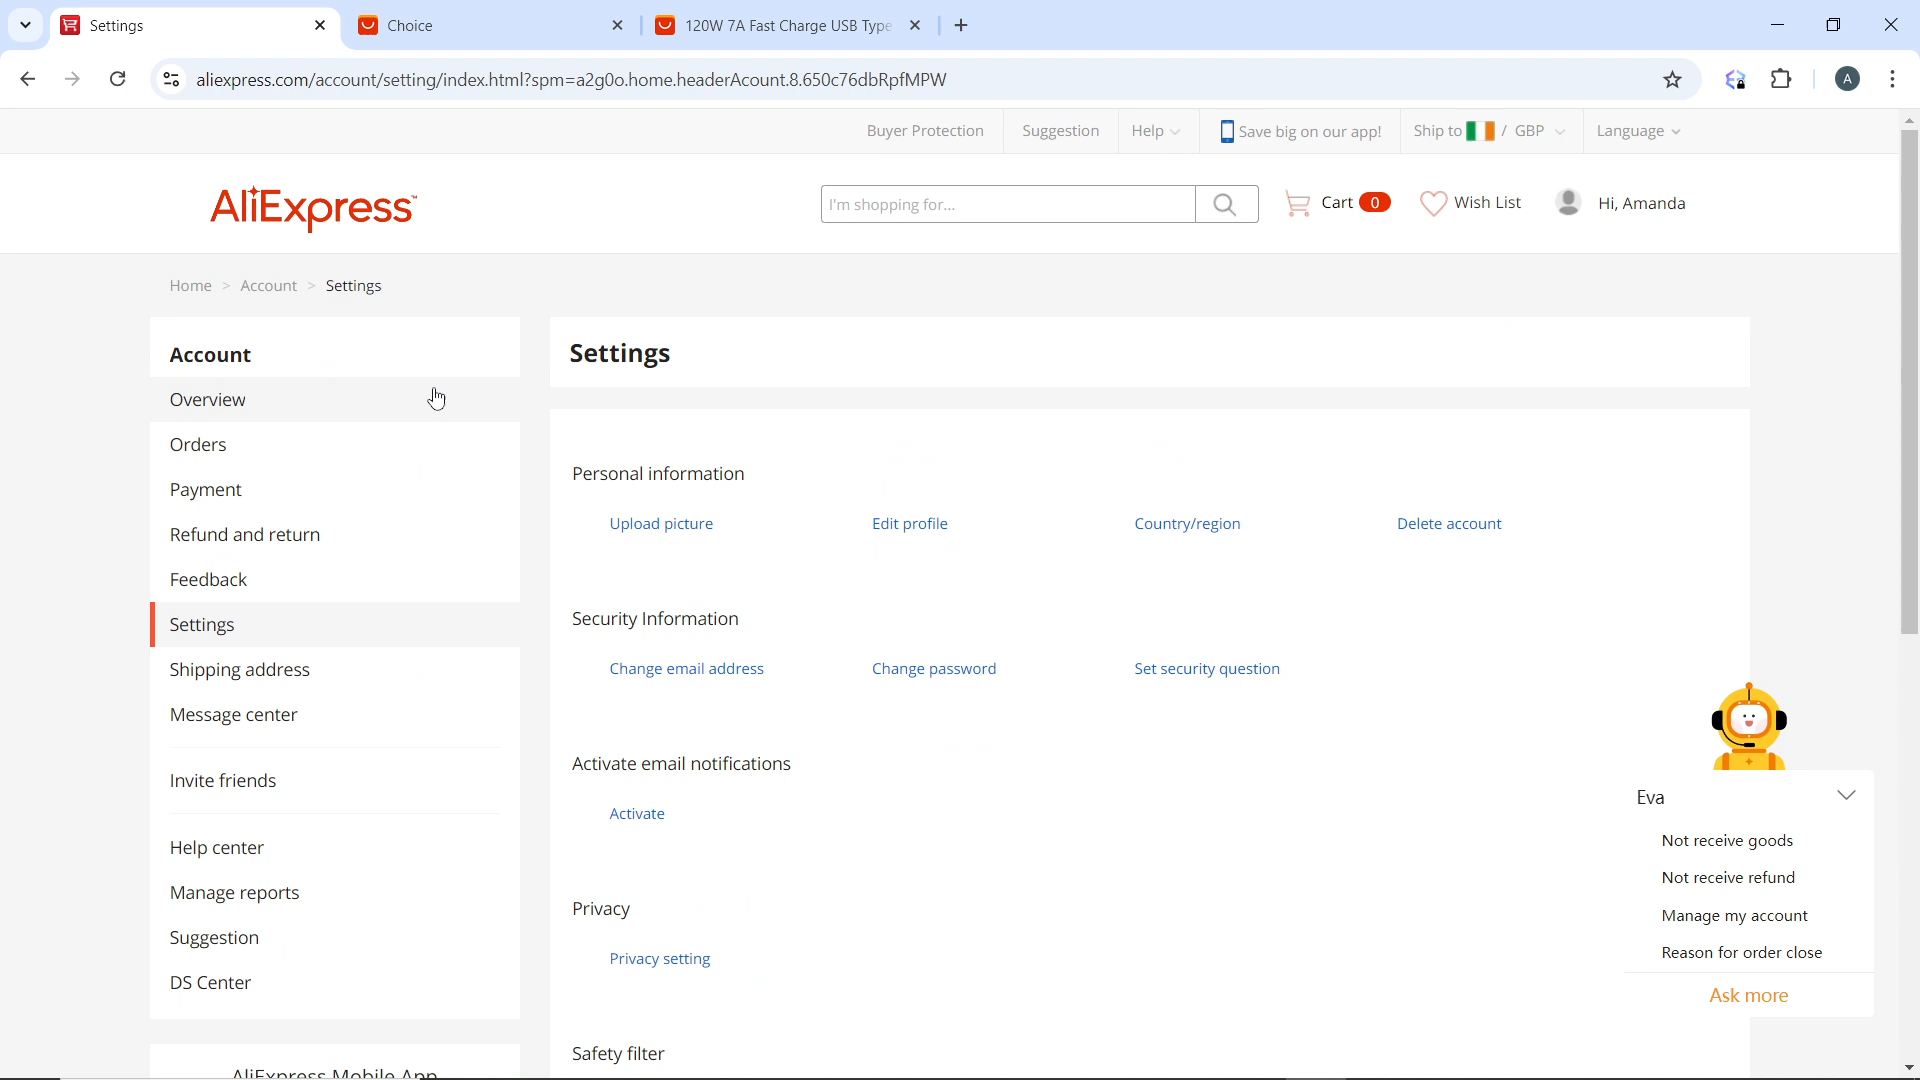 Settings
Choice
120W 7A Fast Charge USB Type
aliexpress.com/account/setting/index.html?spm=a2g0o.home.headerAcount.8.650c76dbRpfMPW
A
Buyer Protection
Suggestion
Help
Save big on our app!
Ship to / GBP
Language
AliExpress™
I'm shopping for...
Cart 0
Wish List
Hi, Amanda
Home > Account > Settings
Account
Overview
Orders
Payment
Refund and return
Feedback
Settings
Shipping address
Message center
Invite friends
Help center
Manage reports
Suggestion
DS Center
AliExpress Mobile App
Settings
Personal information
Upload picture
Edit profile
Country/region
Delete account
Security Information
Change email address
Change password
Set security question
Activate email notifications
Activate
Privacy
Privacy setting
Safety filter
Eva
Not receive goods
Not receive refund
Manage my account
Reason for order close
Ask more